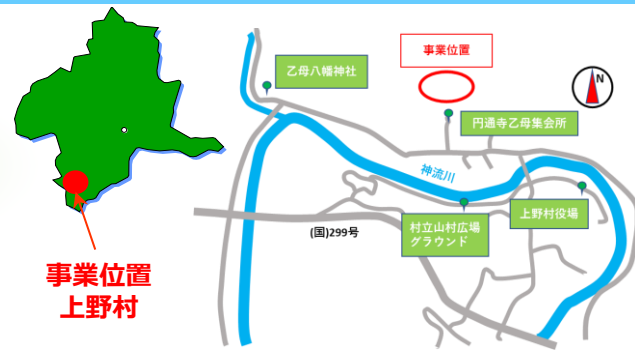 事業位置
上野村
乙母八幡神社
事業位置
N
円通寺乙母集会所
神流川
上野村役場
村立山村広場
グラウンド
(国)299号